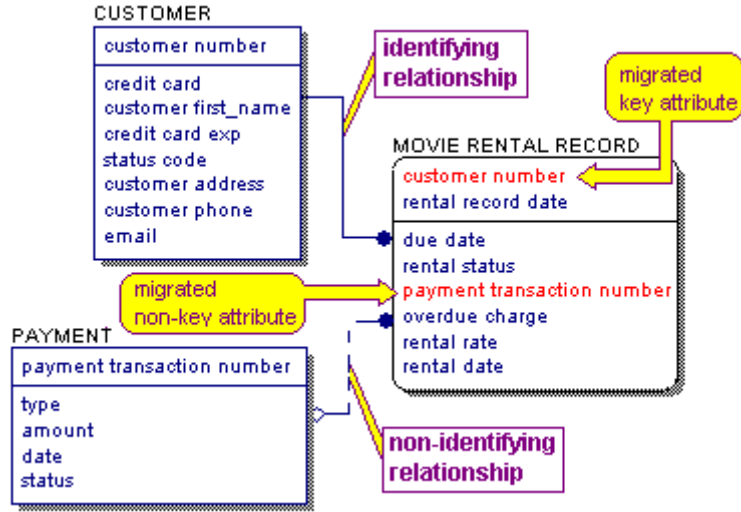 CUSTOMER
customer number
credit card
customer first_name
credit card exp
status code
customer address
customer phone
email
identifying
relationship
migrated
key attribute
MOVIE RENTAL RECORD
customer number
rental record date
due date
rental status
payment transaction number
overdue charge
rental rate
rental date
migrated
non-key attribute
PAYMENT
payment transaction number
type
amount
date
status
non-identifying
relationship